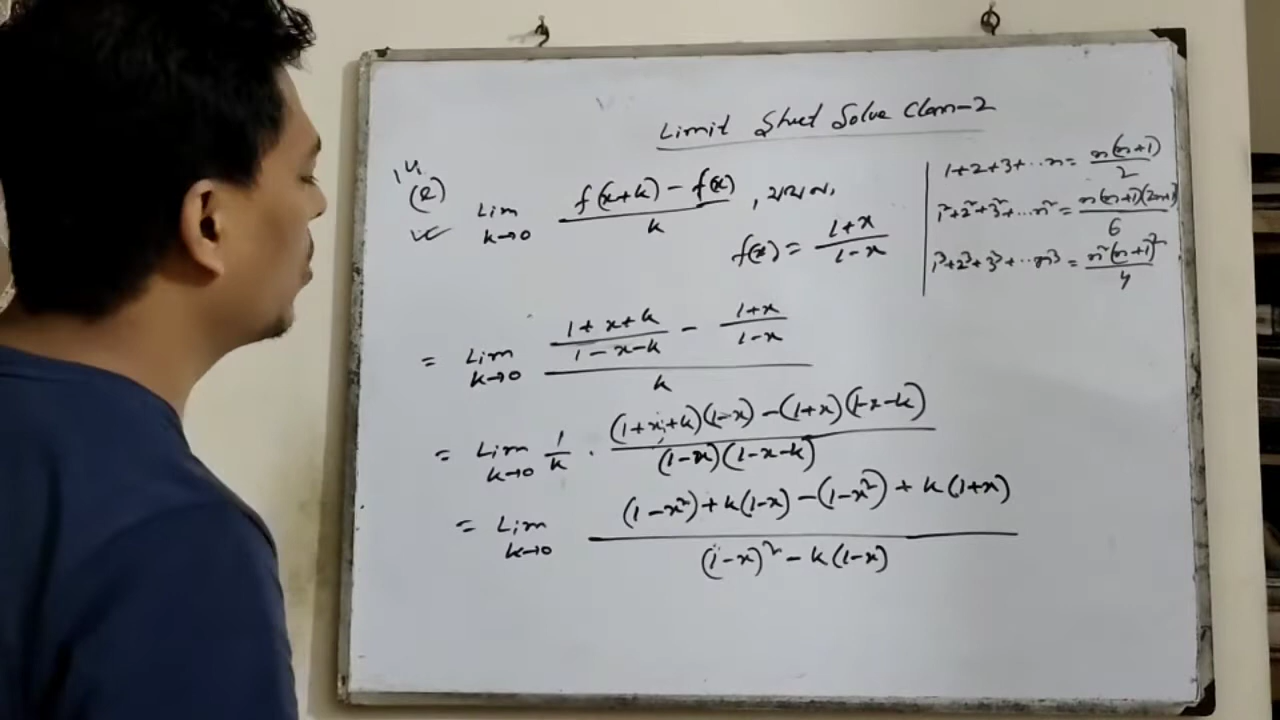 Limit Sheet Solve Class-2
(2) Lim k→0 (f(x+k) − f(x))/k , যখন,
f(x) = (1+x)/(1−x)
1+2+3+⋯n = n(n+1)/2
1²+2²+3²+⋯n² = n(n+1)(2n+1)/6
1³+2³+3³+⋯n³ = n²(n+1)²/4
= Lim k→0 ((1+x+k)/(1−x−k) − (1+x)/(1−x))/k
= Lim k→0 1/k · ((1+x+k)(1−x) − (1+x)(1−x−k))/((1−x)(1−x−k))
= Lim k→0 ((1−x²)+k(1−x) −(1−x²) + k(1+x))/((1−x)² − k(1−x))